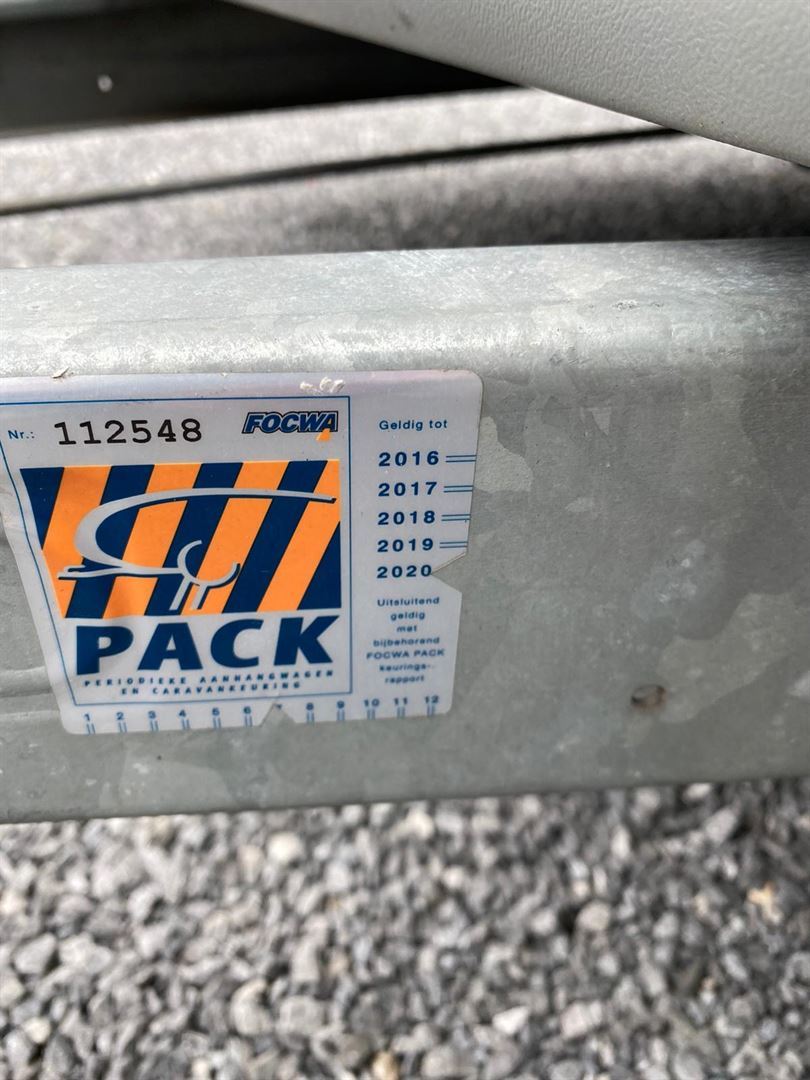 Nr.: 112548
FOCWA
PACK
PERIODIEKE AANHANGWAGEN
EN CARAVANKEURING
Geldig tot
2016
2017
2018
2019
2020
Uitsluitend
geldig
met
bijbehorend
FOCWA PACK
keurings-
rapport
1 2 3 4 5 6 8 9 10 11 12